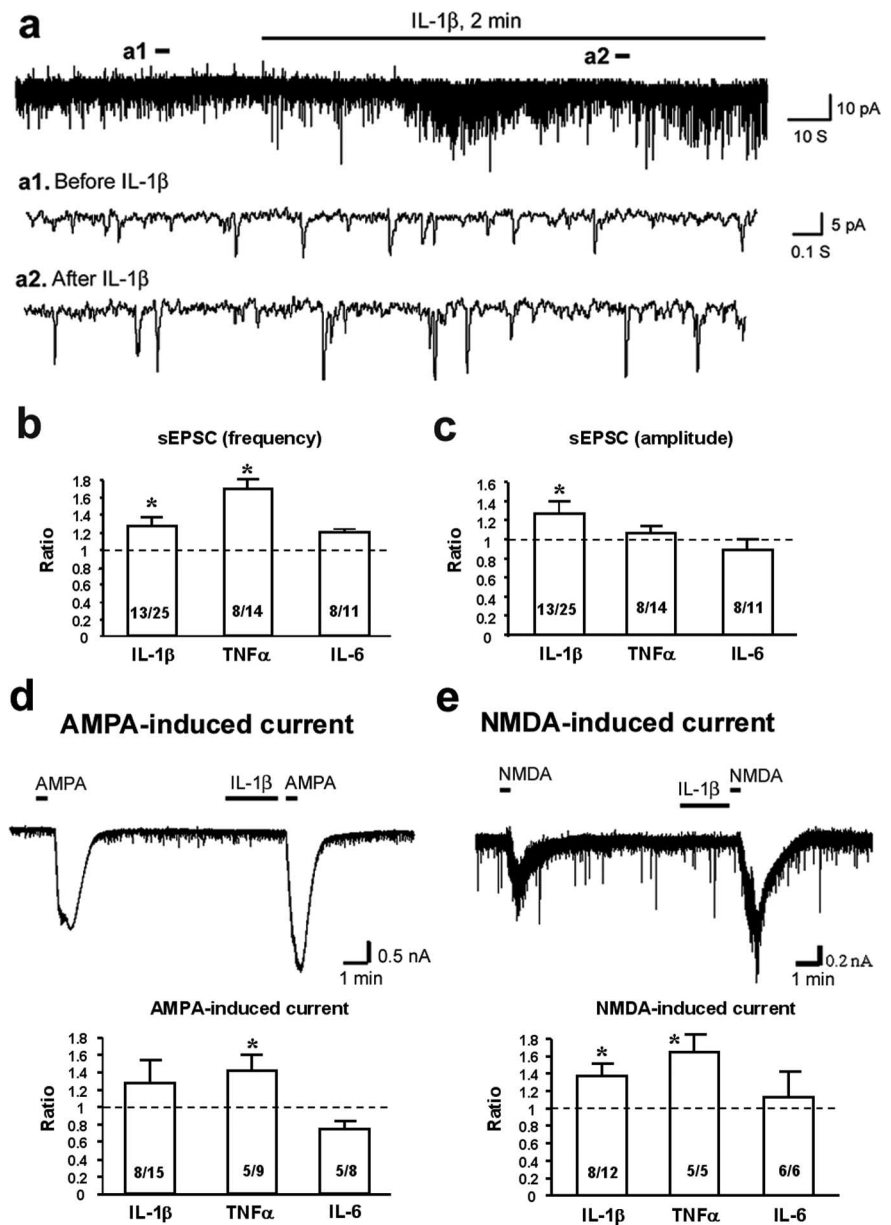 a
IL-1β, 2 min
a1
a2
10 pA
10 S
a1. Before IL-1β
5 pA
0.1 S
a2. After IL-1β
b
sEPSC (frequency)
1.8
1.6
1.4
1.2
1
0.8
0.6
0.4
0.2
0
Ratio
*
*
13/25
8/14
8/11
IL-1β
TNFα
IL-6
c
sEPSC (amplitude)
1.6
1.4
1.2
1
0.8
0.6
0.4
0.2
0
Ratio
*
13/25
8/14
8/11
IL-1β
TNFα
IL-6
d
AMPA-induced current
AMPA
IL-1β
AMPA
0.5 nA
1 min
AMPA-induced current
1.8
1.6
1.4
1.2
1
0.8
0.6
0.4
0.2
0
Ratio
*
8/15
5/9
5/8
IL-1β
TNFα
IL-6
e
NMDA-induced current
NMDA
IL-1β
NMDA
0.2 nA
1 min
NMDA-induced current
1.8
1.6
1.4
1.2
1
0.8
0.6
0.4
0.2
0
Ratio
*
*
8/12
5/5
6/6
IL-1β
TNFα
IL-6